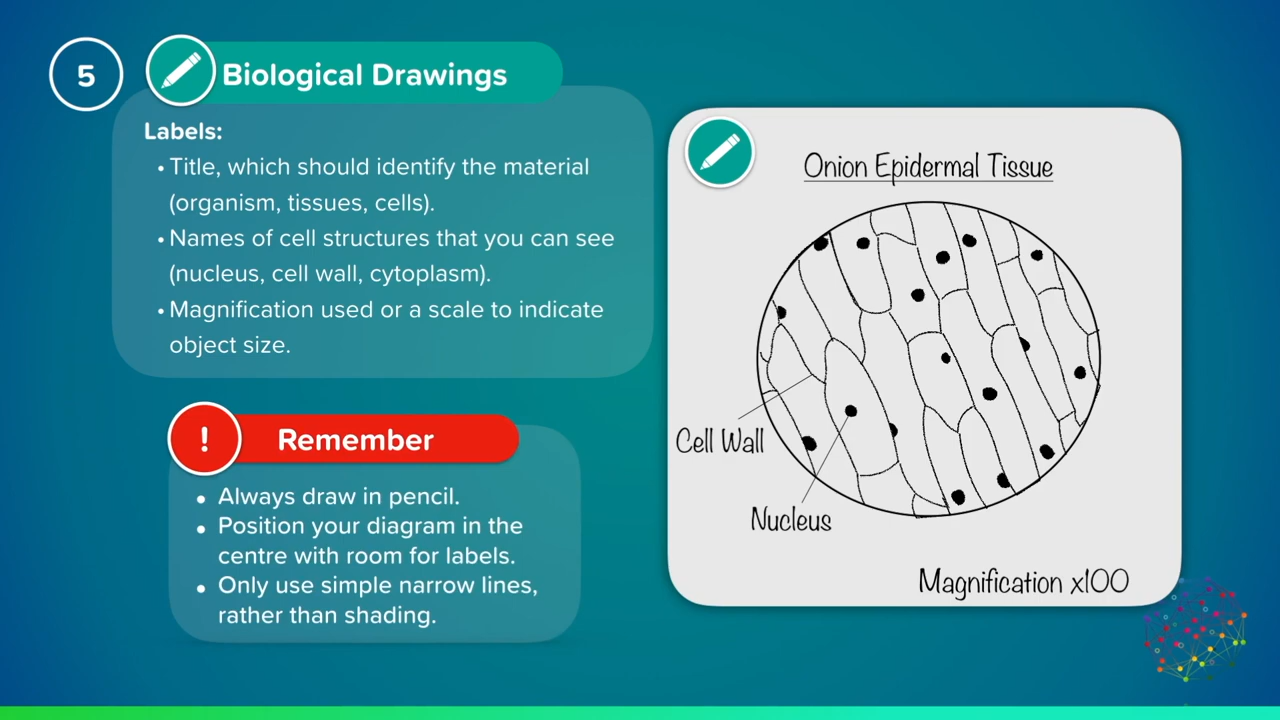 5
Biological Drawings
Labels:
• Title, which should identify the material
(organism, tissues, cells).
• Names of cell structures that you can see
(nucleus, cell wall, cytoplasm).
• Magnification used or a scale to indicate
object size.
! Remember
• Always draw in pencil.
• Position your diagram in the
centre with room for labels.
• Only use simple narrow lines,
rather than shading.
Onion Epidermal Tissue
Cell Wall
Nucleus
Magnification x100